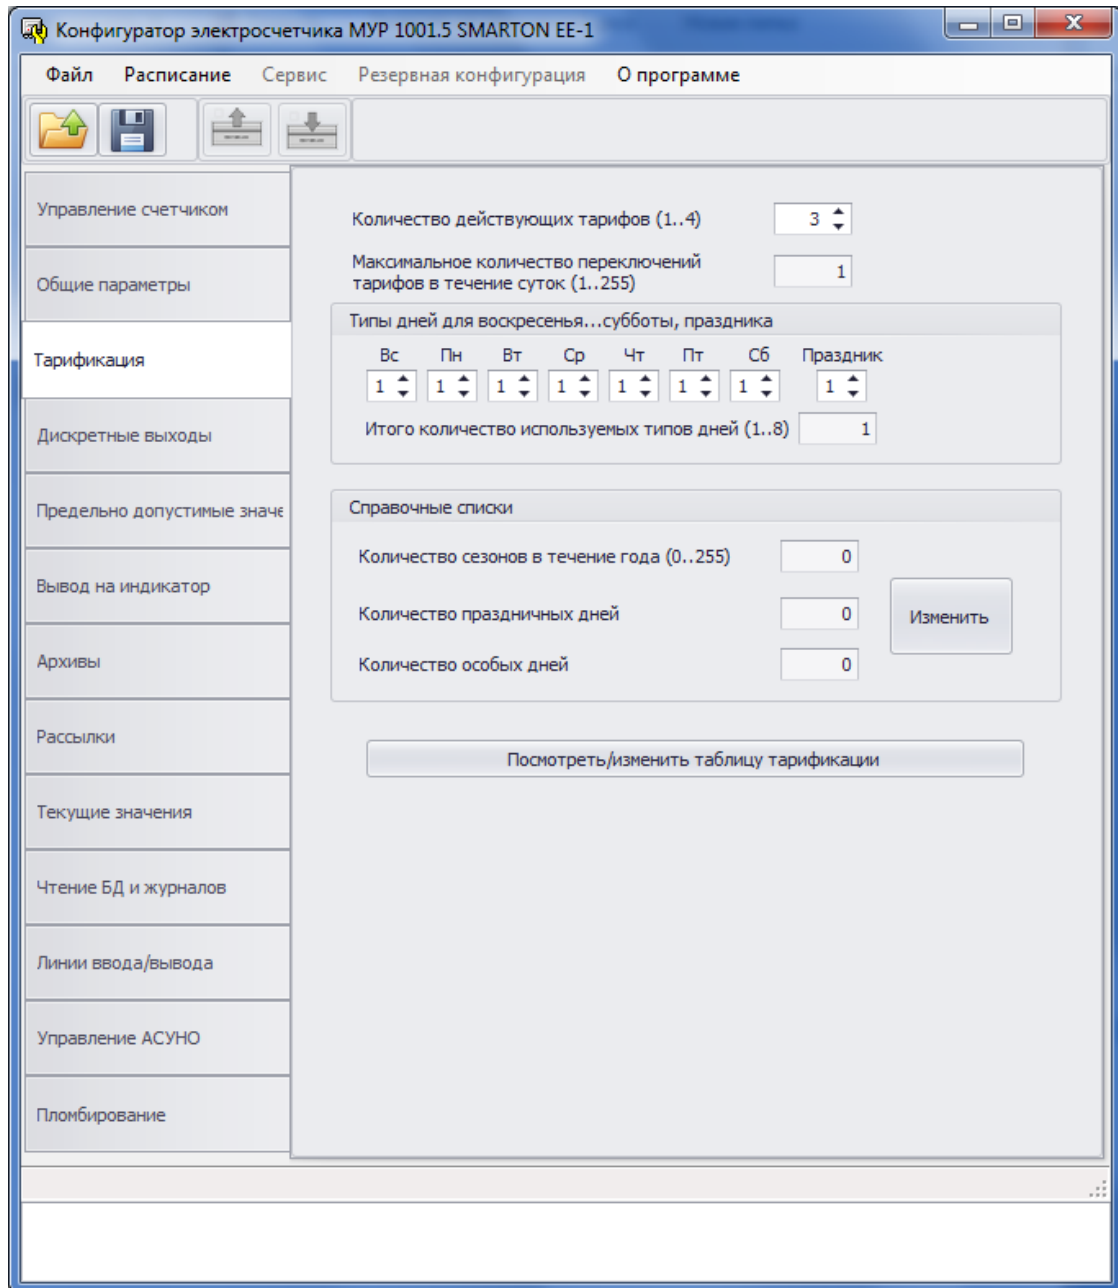 Конфигуратор электросчетчика МУР 1001.5 SMARTON EE-1
Файл Расписание Сервис Резервная конфигурация О программе
Управление счетчиком
Общие параметры
Тарификация
Дискретные выходы
Предельно допустимые значе
Вывод на индикатор
Архивы
Рассылки
Текущие значения
Чтение БД и журналов
Линии ввода/вывода
Управление АСУНО
Пломбирование
Количество действующих тарифов (1..4) 3
Максимальное количество переключений
тарифов в течение суток (1..255) 1
Типы дней для воскресенья...субботы, праздника
Вс Пн Вт Ср Чт Пт Сб Праздник
1 1 1 1 1 1 1 1
Итого количество используемых типов дней (1..8) 1
Справочные списки
Количество сезонов в течение года (0..255) 0
Количество праздничных дней 0
Изменить
Количество особых дней 0
Посмотреть/изменить таблицу тарификации